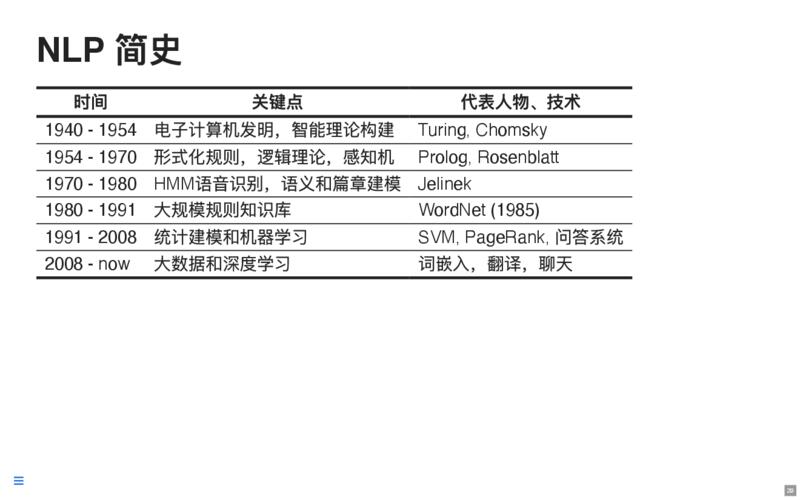 NLP 简史
时间 关键点 代表人物、技术
1940 - 1954 电子计算机发明，智能理论构建 Turing, Chomsky
1954 - 1970 形式化规则，逻辑理论，感知机 Prolog, Rosenblatt
1970 - 1980 HMM语音识别，语义和篇章建模 Jelinek
1980 - 1991 大规模规则知识库 WordNet (1985)
1991 - 2008 统计建模和机器学习 SVM, PageRank, 问答系统
2008 - now 大数据和深度学习 词嵌入，翻译，聊天